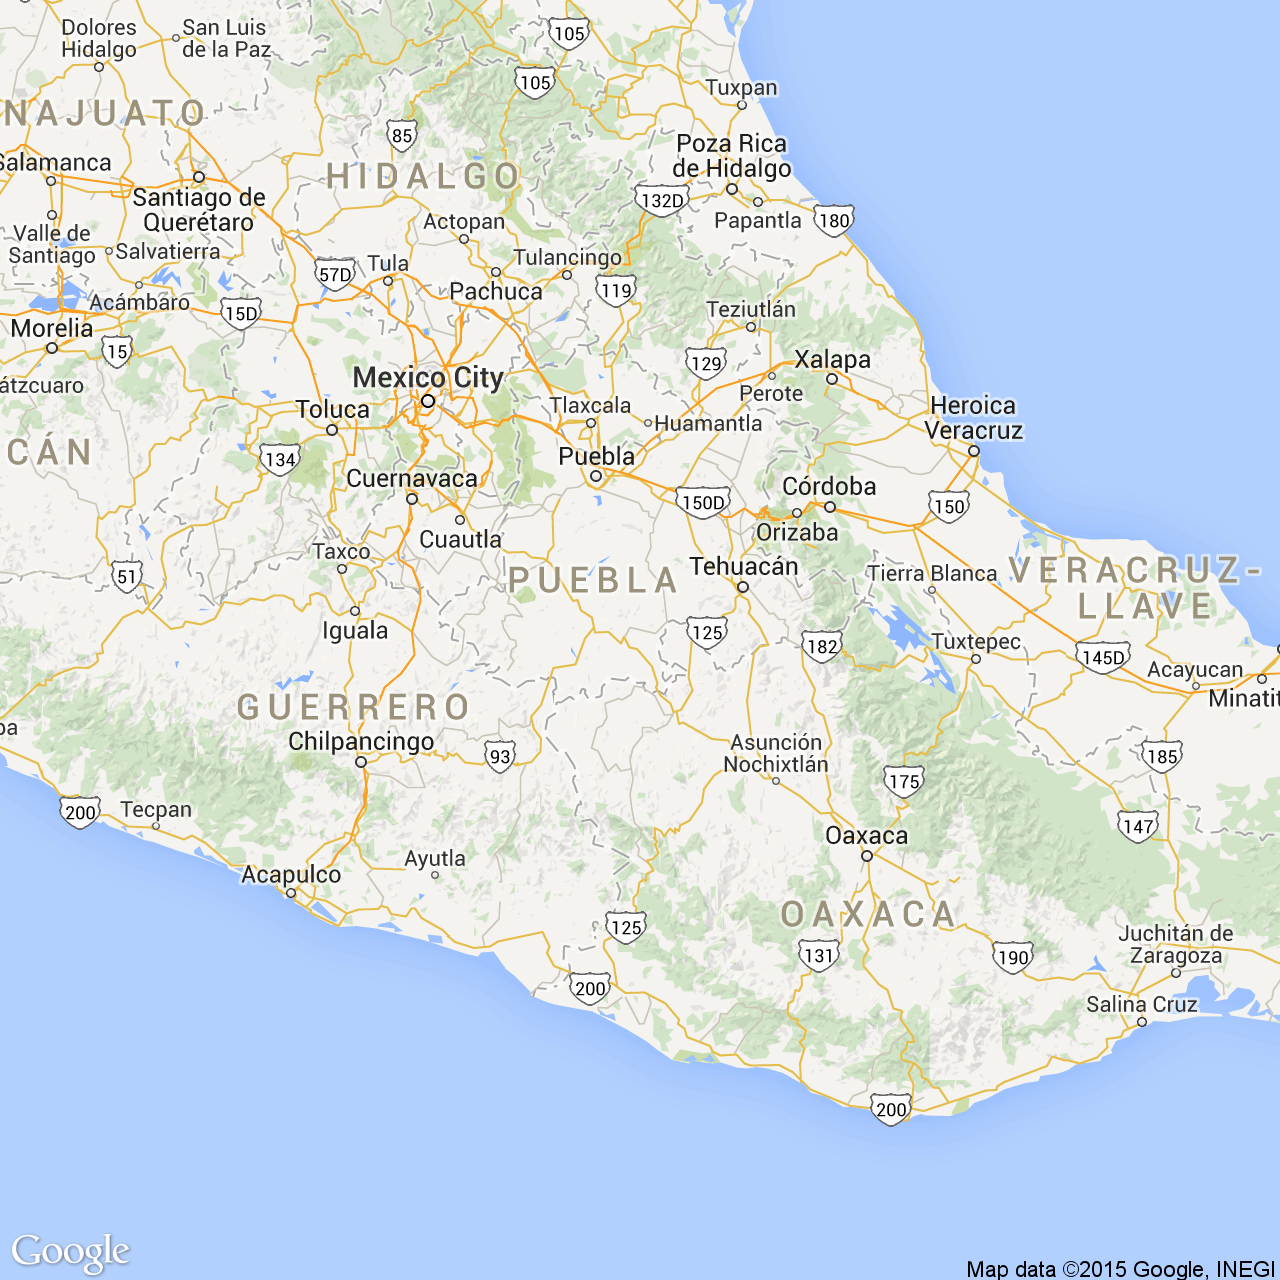 Dolores
Hidalgo
San Luis
de la Paz
105
105
Tuxpan
NAJUATO
85
Poza Rica
de Hidalgo
Salamanca
HIDALGO
Santiago de
Querétaro
132D
Papantla
180
Valle de
Santiago
Salvatierra
Actopan
57D
Tula
Tulancingo
Acámbaro
15D
Pachuca
119
Teziutlán
Morelia
15
129
Xalapa
átzcuaro
Mexico City
Perote
Toluca
Tlaxcala
Huamantla
Heroica
Veracruz
CÁN
134
Puebla
Cuernavaca
150D
Córdoba
150
Cuautla
Orizaba
Taxco
51
PUEBLA
Tehuacán
Tierra Blanca
VERACRUZ-
LLAVE
Iguala
125
182
Tuxtepec
145D
Acayucan
Minatit
GUERRERO
pa
Chilpancingo
93
Asunción
Nochixtlán
175
185
200
Tecpan
147
Oaxaca
Ayutla
Acapulco
OAXACA
125
131
190
Juchitán de
Zaragoza
200
Salina Cruz
200
Google
Map data ©2015 Google, INEGI